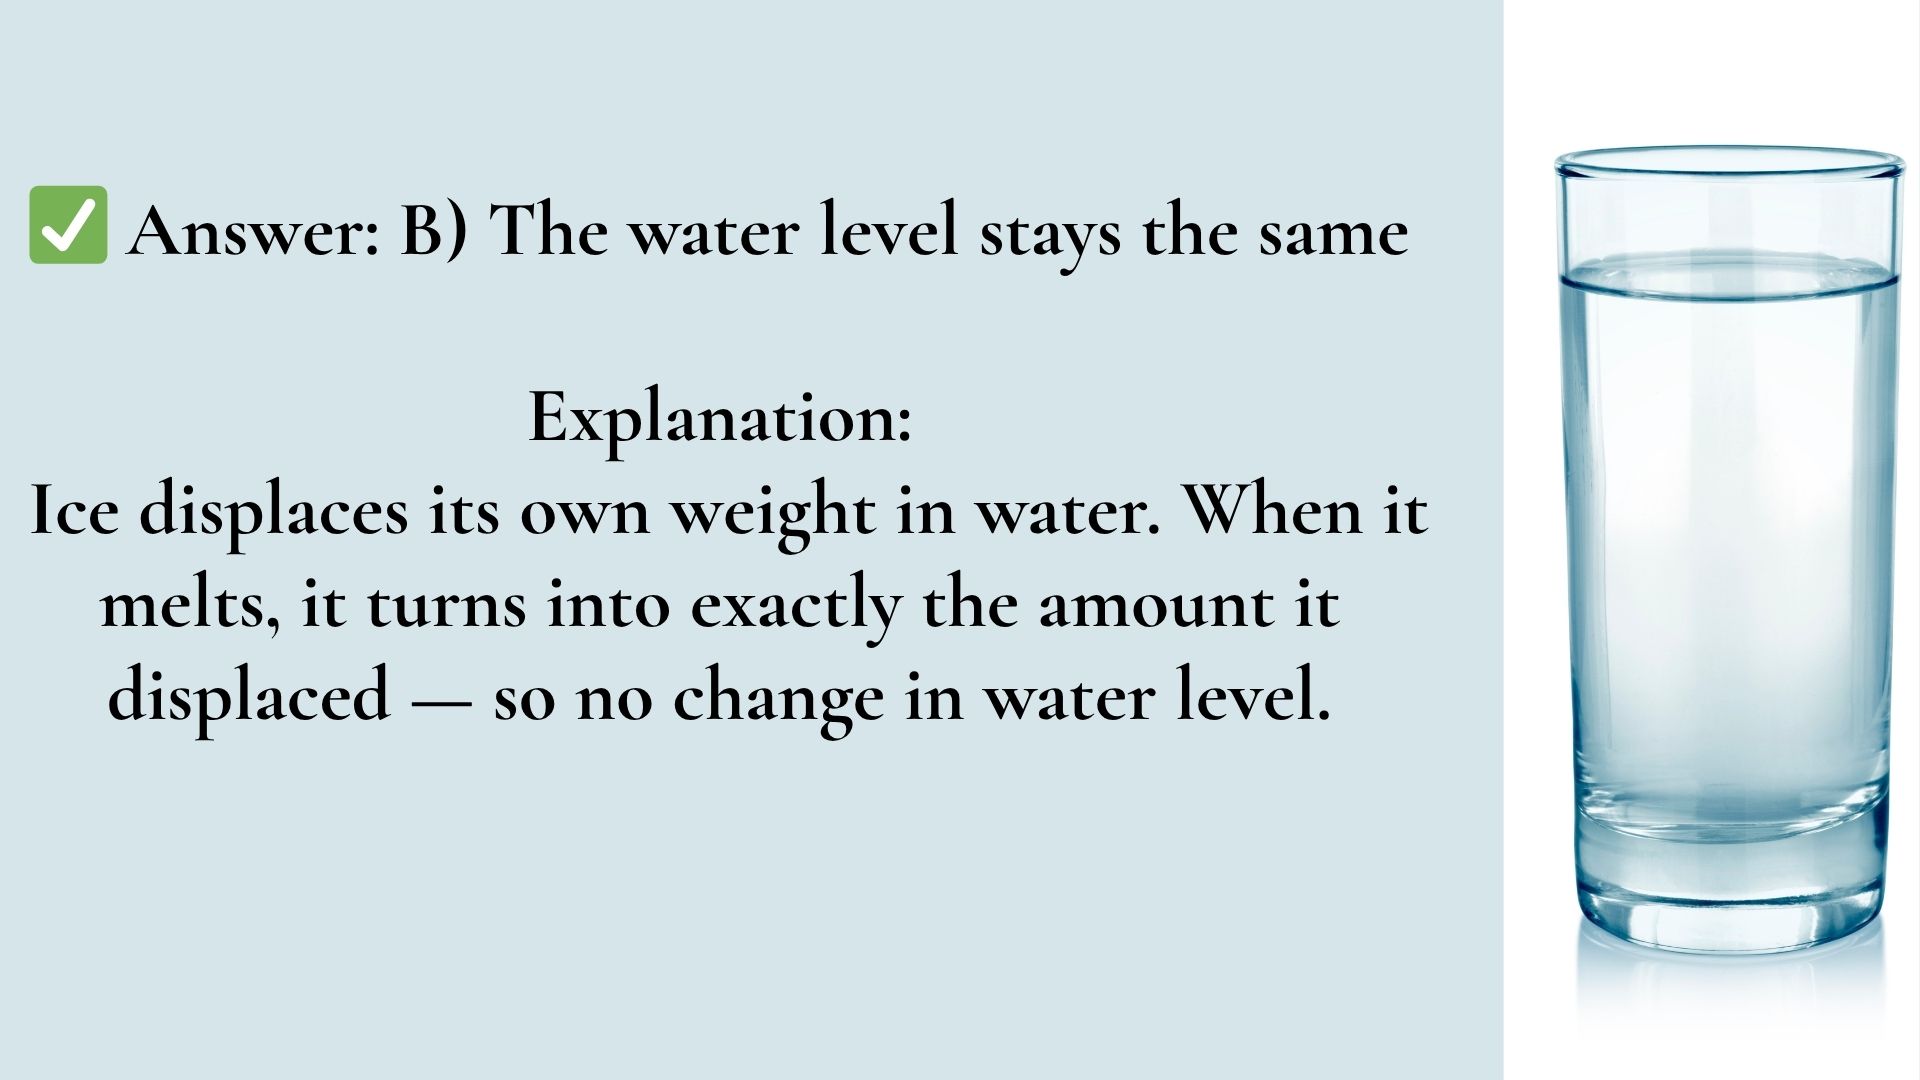 ✅ Answer: B) The water level stays the same
Explanation:
Ice displaces its own weight in water. When it
melts, it turns into exactly the amount it
displaced — so no change in water level.